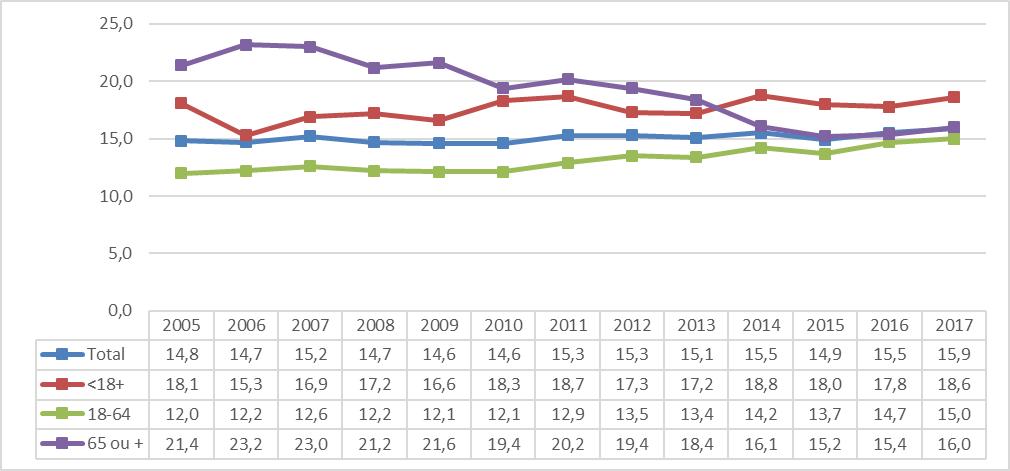 25,0
20,0
15,0
10,0
5,0
0,0
2005 2006 2007 2008 2009 2010 2011 2012 2013 2014 2015 2016 2017
Total 14,8 14,7 15,2 14,7 14,6 14,6 15,3 15,3 15,1 15,5 14,9 15,5 15,9
<18+ 18,1 15,3 16,9 17,2 16,6 18,3 18,7 17,3 17,2 18,8 18,0 17,8 18,6
18-64 12,0 12,2 12,6 12,2 12,1 12,1 12,9 13,5 13,4 14,2 13,7 14,7 15,0
65 ou + 21,4 23,2 23,0 21,2 21,6 19,4 20,2 19,4 18,4 16,1 15,2 15,4 16,0